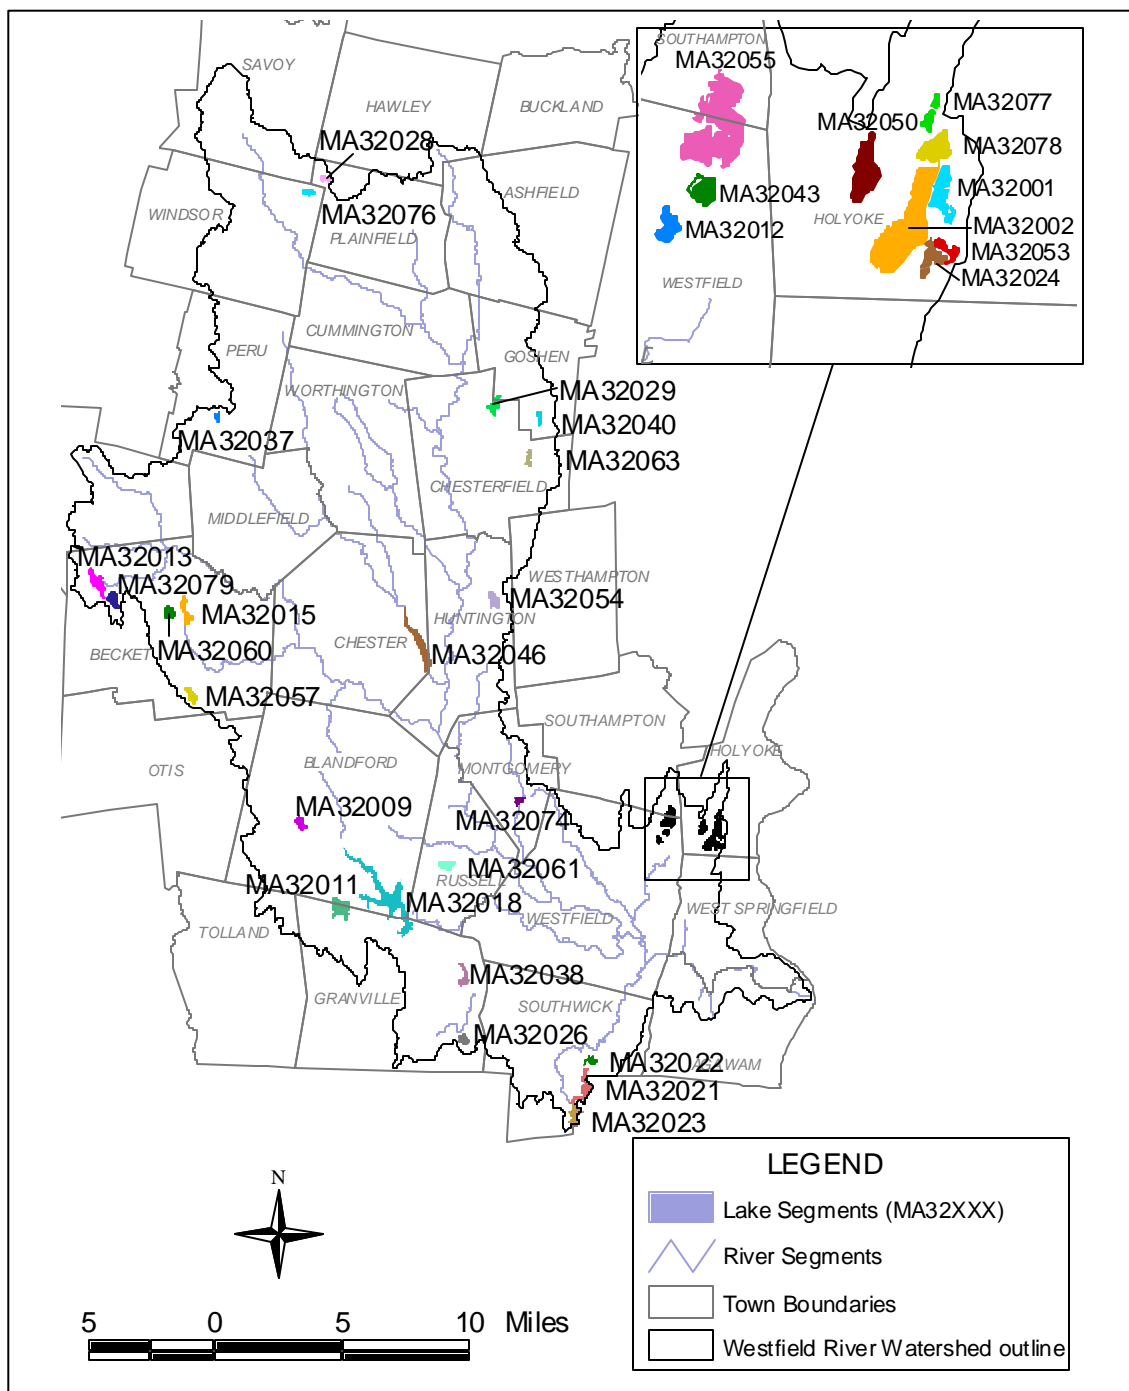 SAVOY
HAWLEY
BUCKLAND
MA32028
ASHFIELD
WINDSOR
MA32076
PLAINFIELD
CUMMINGTON
PERU
GOSHEN
WORTHINGTON
MA32029
MA32040
MA32037
MA32063
CHESTERFIELD
MIDDLEFIELD
MA32013
MA32079
WESTHAMPTON
MA32054
MA32015
HUNTINGTON
CHESTER
BECKET
MA32060
MA32046
MA32057
SOUTHAMPTON
HOLYOKE
OTIS
BLANDFORD
MONTGOMERY
MA32009
MA32074
MA32061
RUSSELL
MA32011
MA32018
WESTFIELD
WEST SPRINGFIELD
TOLLAND
MA32038
GRANVILLE
SOUTHWICK
MA32026
MA32022
AGAWAM
MA32021
MA32023
SOUTHAMPTON
MA32055
MA32077
MA32050
MA32078
MA32043
MA32001
HOLYOKE
MA32012
MA32002
MA32053
MA32024
WESTFIELD
N
5 0 5 10 Miles
LEGEND
Lake Segments (MA32XXX)
River Segments
Town Boundaries
Westfield River Watershed outline